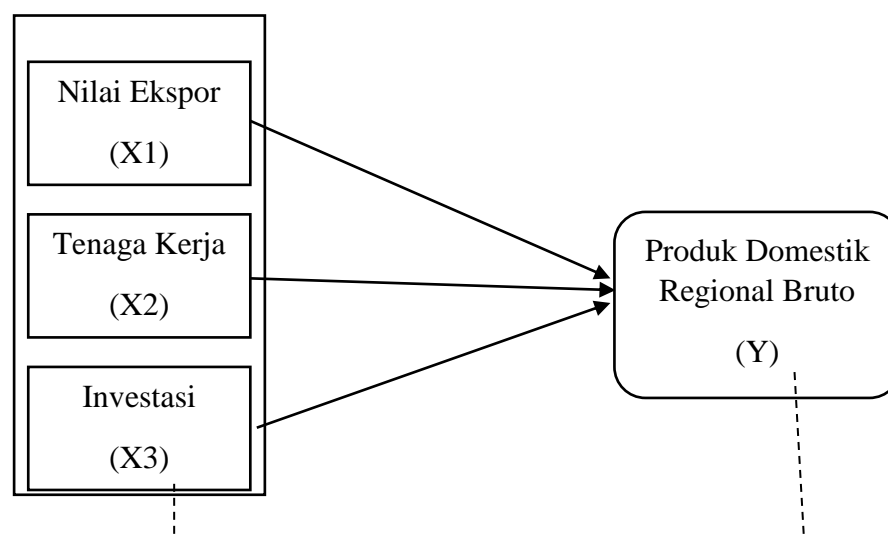 Nilai Ekspor
(X1)
Tenaga Kerja
(X2)
Investasi
(X3)
Produk Domestik
Regional Bruto
(Y)